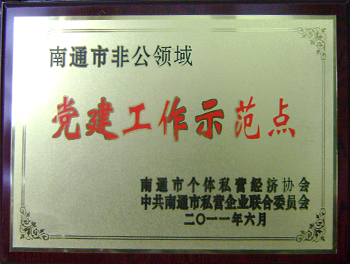 南通市非公领域
党建工作示范点
南通市个体私营经济协会
中共南通市私营企业联合委员会
二〇一一年六月